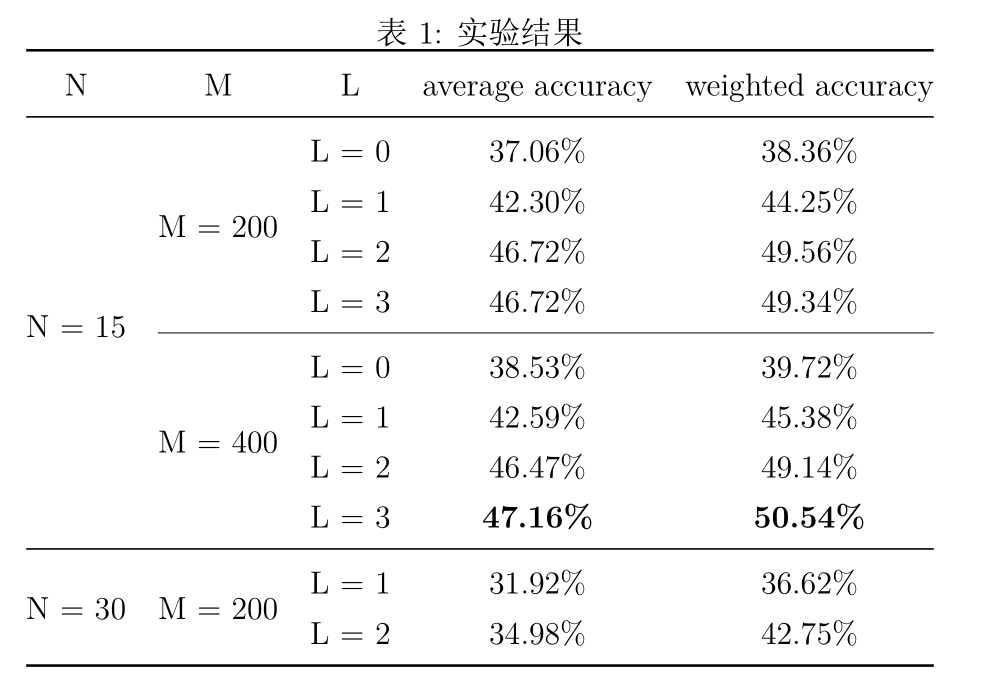 表 1: 实验结果
N M L average accuracy weighted accuracy
N = 15 M = 200 L = 0 37.06% 38.36%
L = 1 42.30% 44.25%
L = 2 46.72% 49.56%
L = 3 46.72% 49.34%
M = 400 L = 0 38.53% 39.72%
L = 1 42.59% 45.38%
L = 2 46.47% 49.14%
L = 3 47.16% 50.54%
N = 30 M = 200 L = 1 31.92% 36.62%
L = 2 34.98% 42.75%